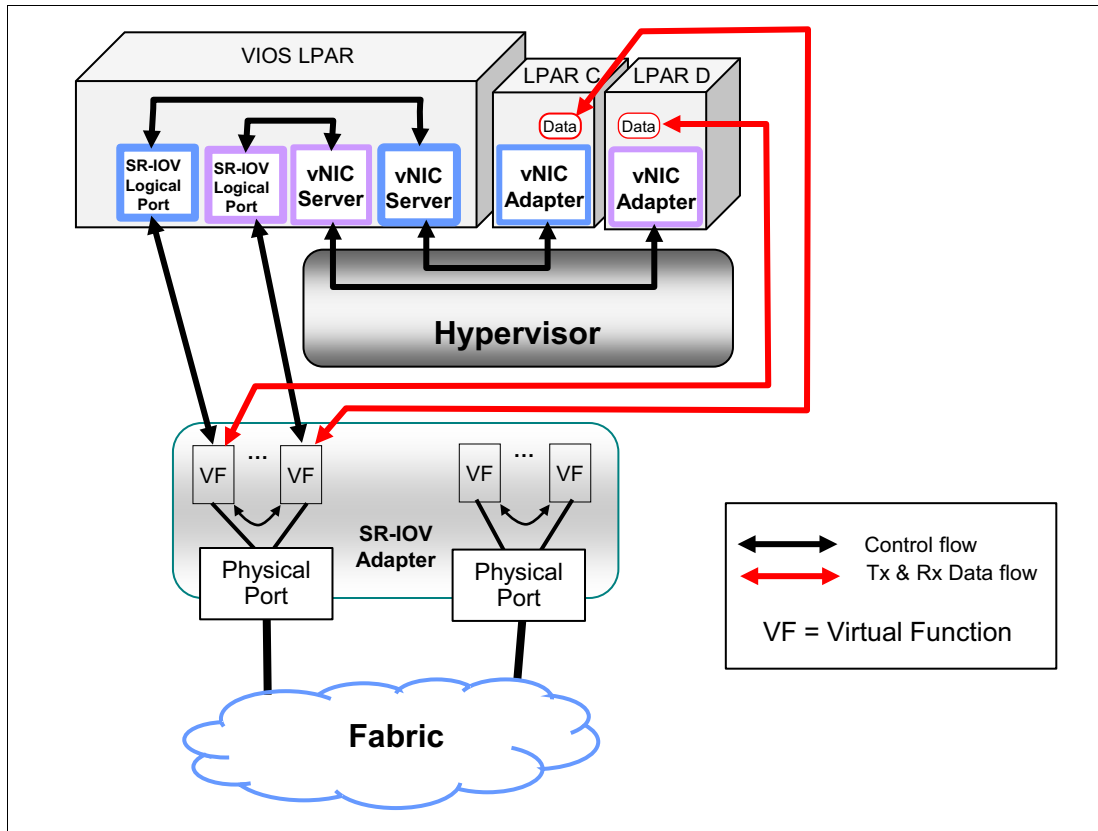 VIOS LPAR
LPAR C
LPAR D
Data
Data
SR-IOV
Logical
Port
SR-IOV
Logical
Port
vNIC
Server
vNIC
Server
vNIC
Adapter
vNIC
Adapter
Hypervisor
VF
...
VF
VF
...
VF
SR-IOV
Adapter
Physical
Port
Physical
Port
Control flow
Tx & Rx Data flow
VF = Virtual Function
Fabric